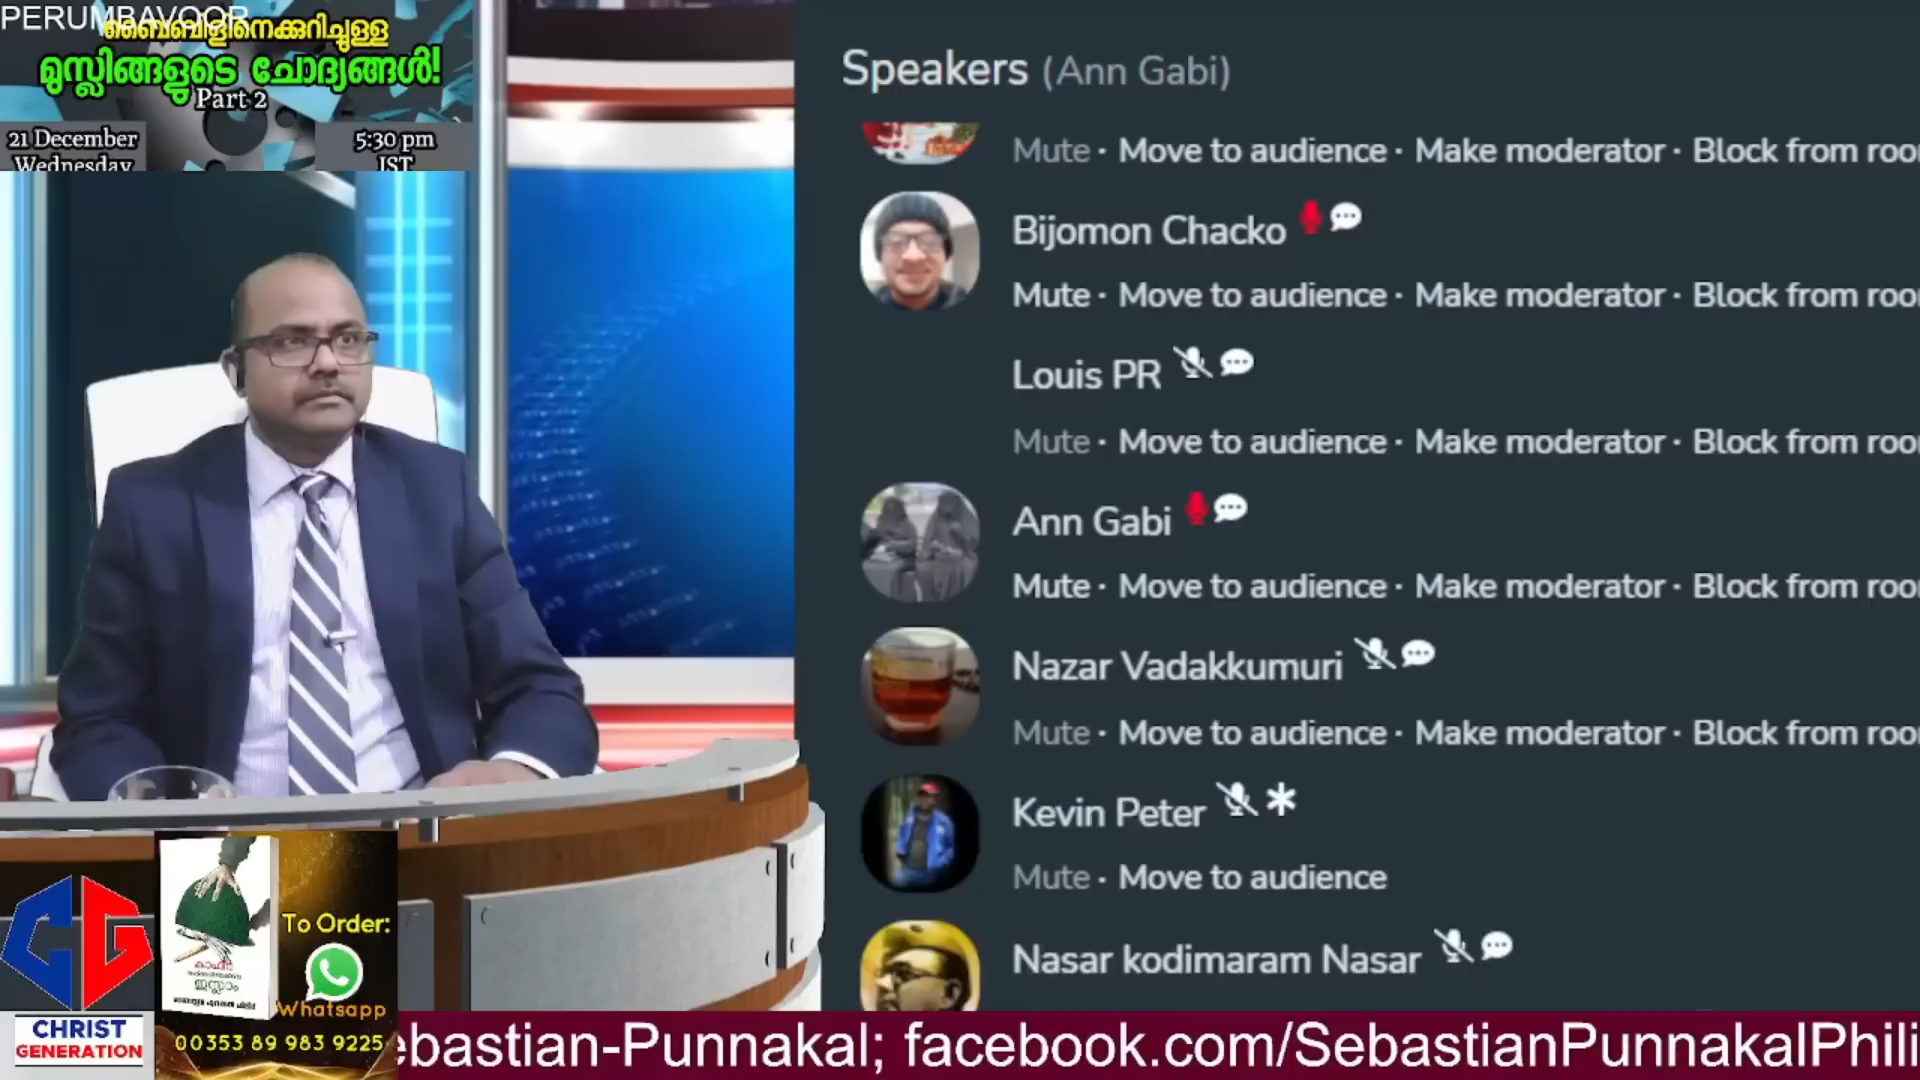 PERUMBAVOOR
ബൈബിളിനെക്കുറിച്ചുള്ള
മുസ്ലിങ്ങളുടെ ചോദ്യങ്ങൾ!
Part 2
21 December
Wednesday
5:30 pm
IST
Speakers (Ann Gabi)
Mute · Move to audience · Make moderator · Block from roo
Bijomon Chacko
Mute · Move to audience · Make moderator · Block from roo
Louis PR
Mute · Move to audience · Make moderator · Block from roo
Ann Gabi
Mute · Move to audience · Make moderator · Block from roo
Nazar Vadakkumuri
Mute · Move to audience · Make moderator · Block from roo
Kevin Peter
Mute · Move to audience
Nasar kodimaram Nasar
CG
CHRIST
GENERATION
ഇസ്ലാം
To Order:
Whatsapp
00353 89 983 9225
ebastian-Punnakal; facebook.com/SebastianPunnakalPhili